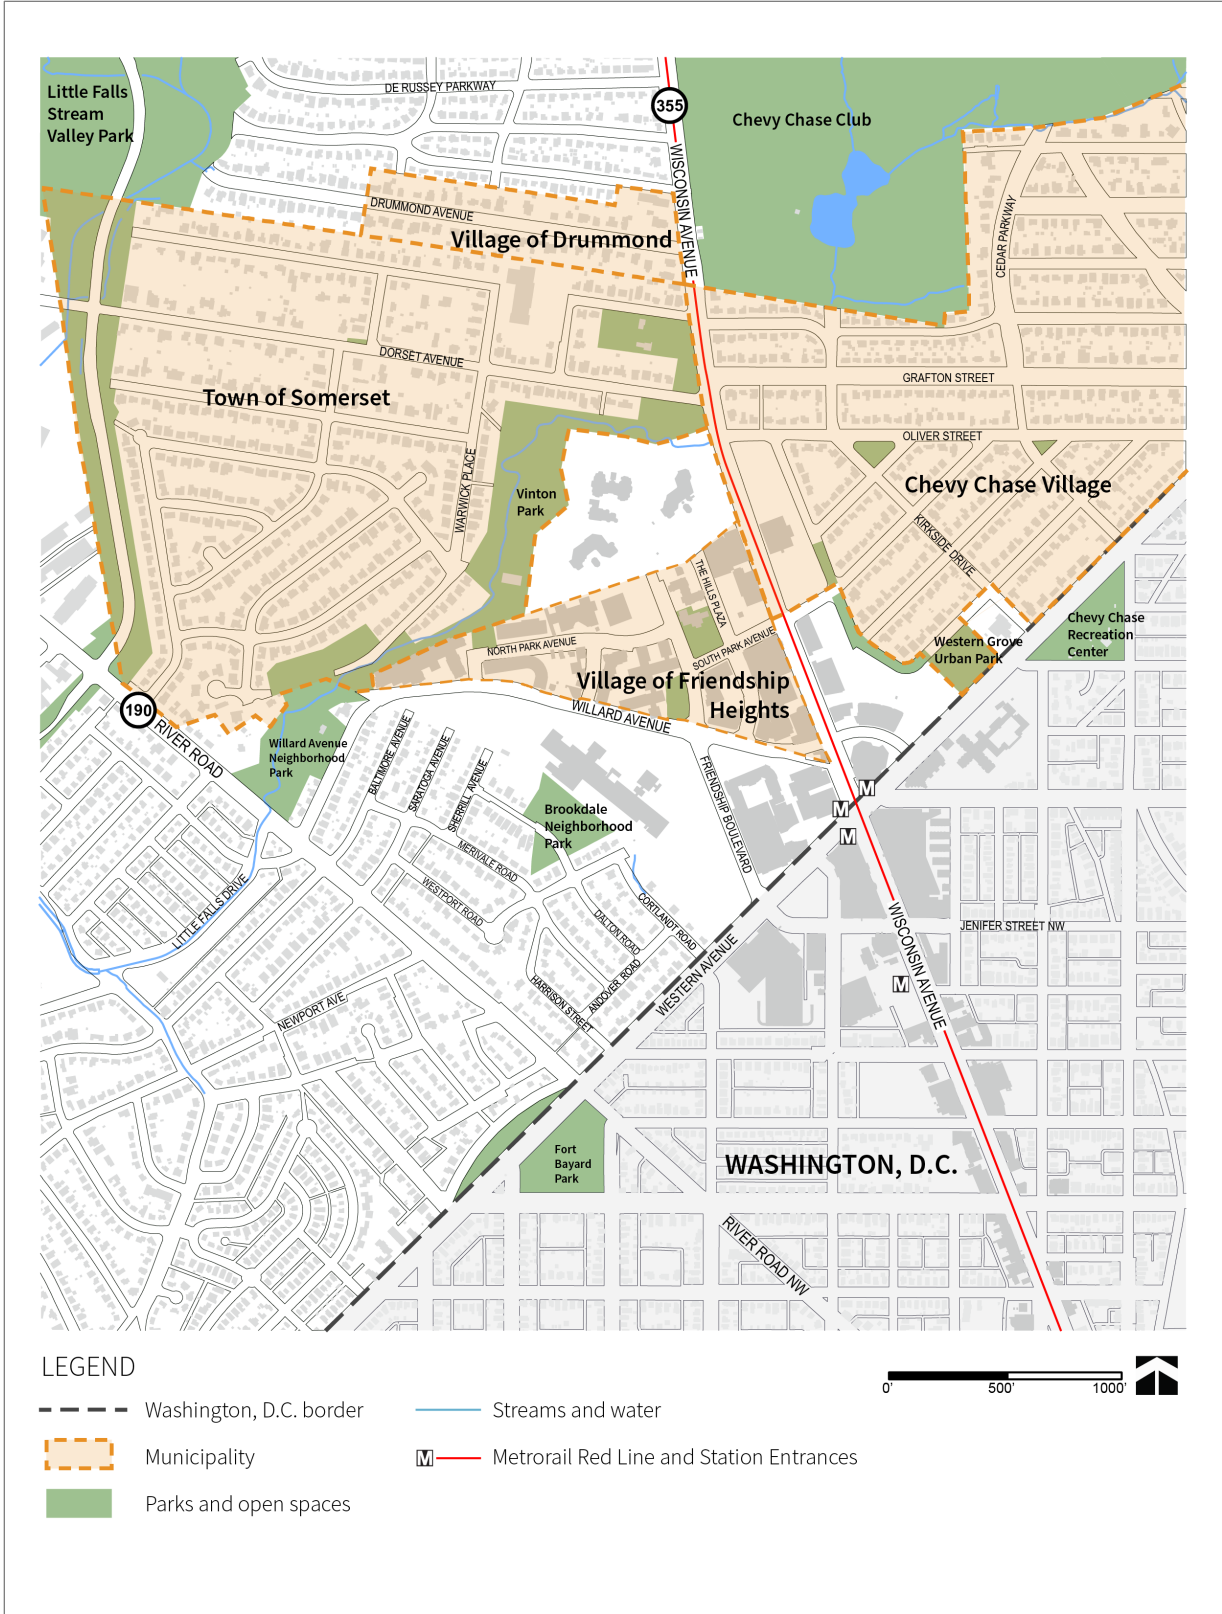 Little Falls
Stream
Valley Park
DE RUSSEY PARKWAY
355
Chevy Chase Club
WISCONSIN AVENUE
DRUMMOND AVENUE
Village of Drummond
CEDAR PARKWAY
DORSET AVENUE
Town of Somerset
GRAFTON STREET
OLIVER STREET
Chevy Chase Village
WARWICK PLACE
Vinton
Park
KIRKSIDE DRIVE
THE HILLS PLAZA
NORTH PARK AVENUE
SOUTH PARK AVENUE
Chevy Chase
Recreation
Center
Western Grove
Urban Park
Village of Friendship
Heights
190
RIVER ROAD
WILLARD AVENUE
Willard Avenue
Neighborhood
Park
BALTIMORE AVENUE
SARATOGA AVENUE
SHERRILL AVENUE
FRIENDSHIP BOULEVARD
M
M
M
Brookdale
Neighborhood
Park
MERIVALE ROAD
WESTPORT ROAD
LITTLE FALLS DRIVE
CORTLANDT ROAD
DALTON ROAD
ANDOVER ROAD
HARRISON STREET
WESTERN AVENUE
WISCONSIN AVENUE
JENIFER STREET NW
M
NEWPORT AVE
Fort
Bayard
Park
WASHINGTON, D.C.
RIVER ROAD NW
LEGEND
Washington, D.C. border
Streams and water
Municipality
M
Metrorail Red Line and Station Entrances
Parks and open spaces
0' 500' 1000'